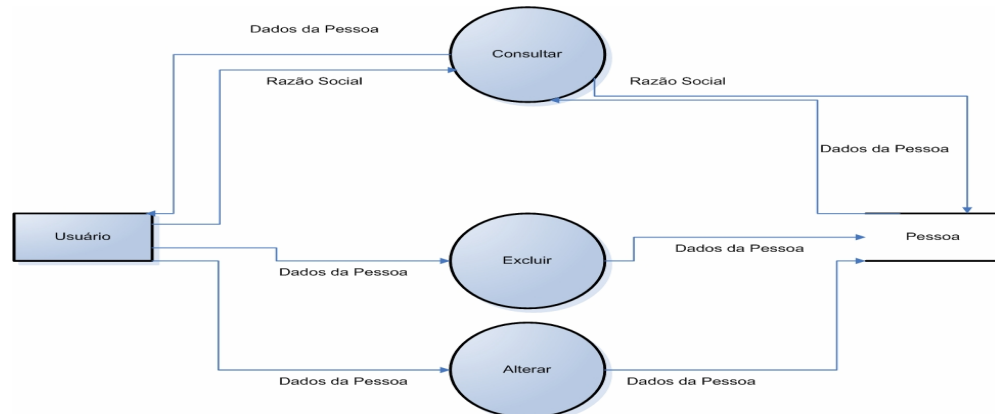 Dados da Pessoa
Consultar
Razão Social
Razão Social
Dados da Pessoa
Usuário
Pessoa
Dados da Pessoa
Excluir
Dados da Pessoa
Alterar
Dados da Pessoa
Dados da Pessoa